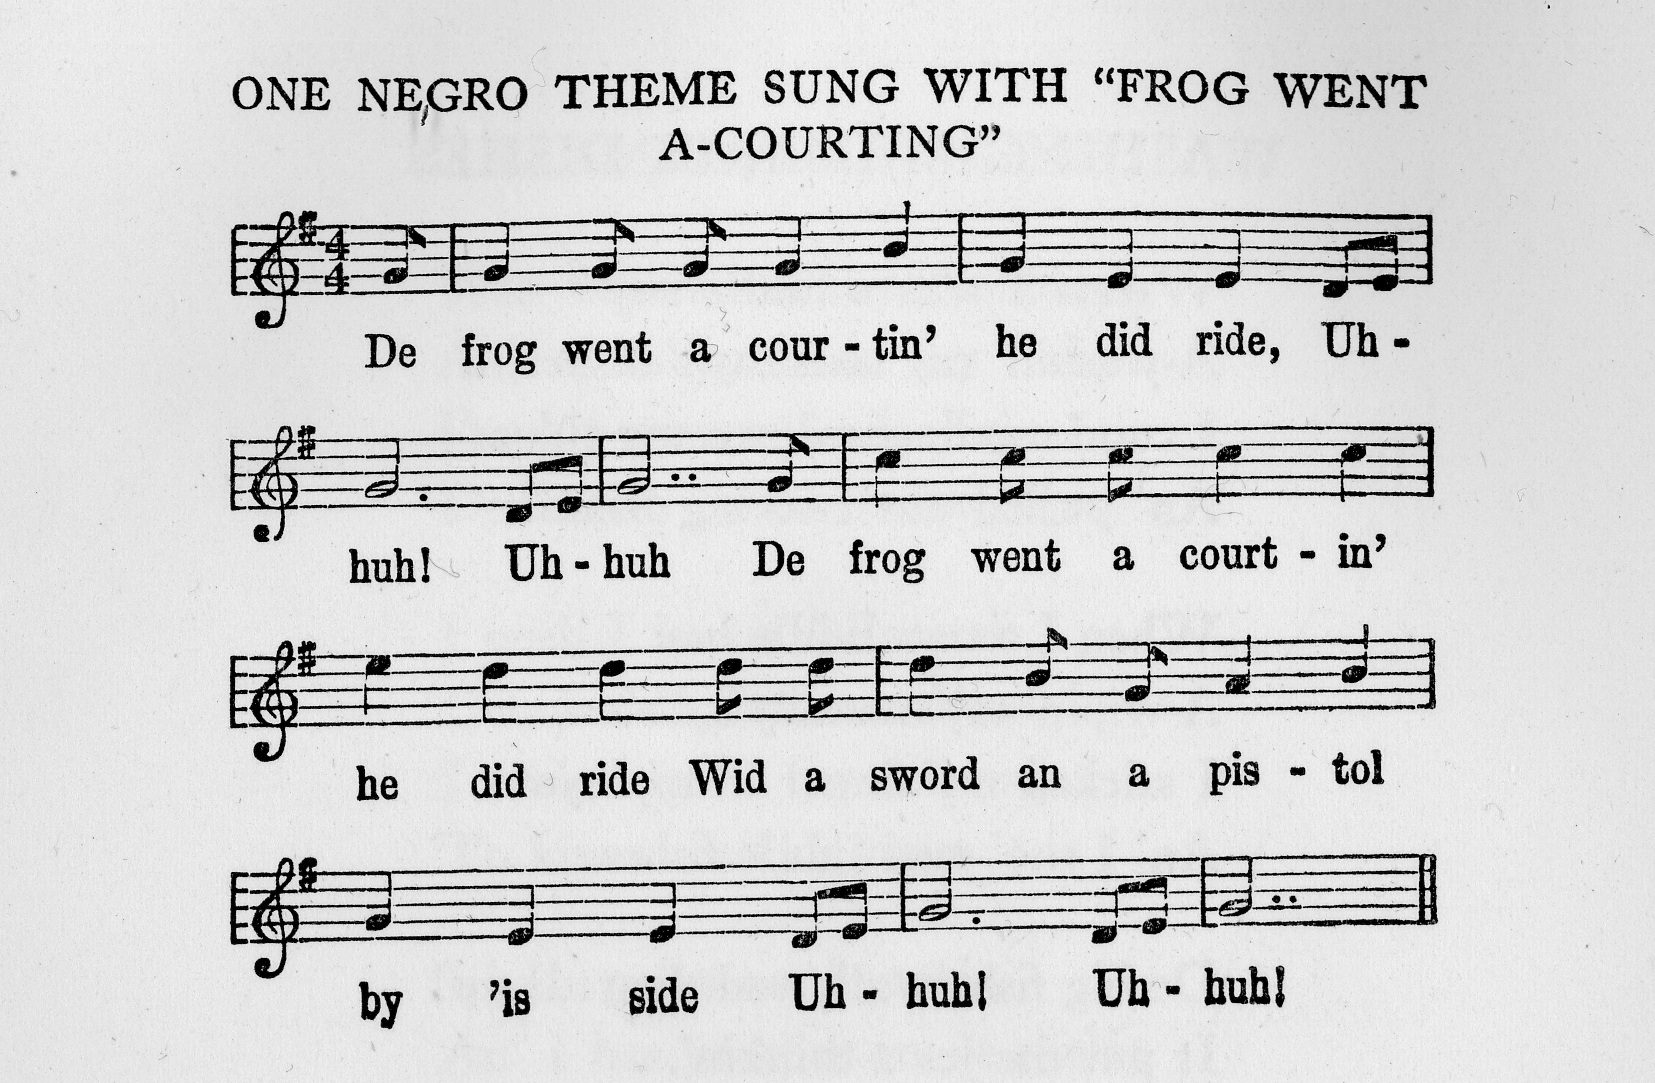 ONE NEGRO THEME SUNG WITH “FROG WENT
A-COURTING”
4
4
De frog went a cour - tin’ he did ride, Uh -
huh! Uh - huh De frog went a court - in’
he did ride Wid a sword an a pis - tol
by ’is side Uh - huh! Uh - huh!